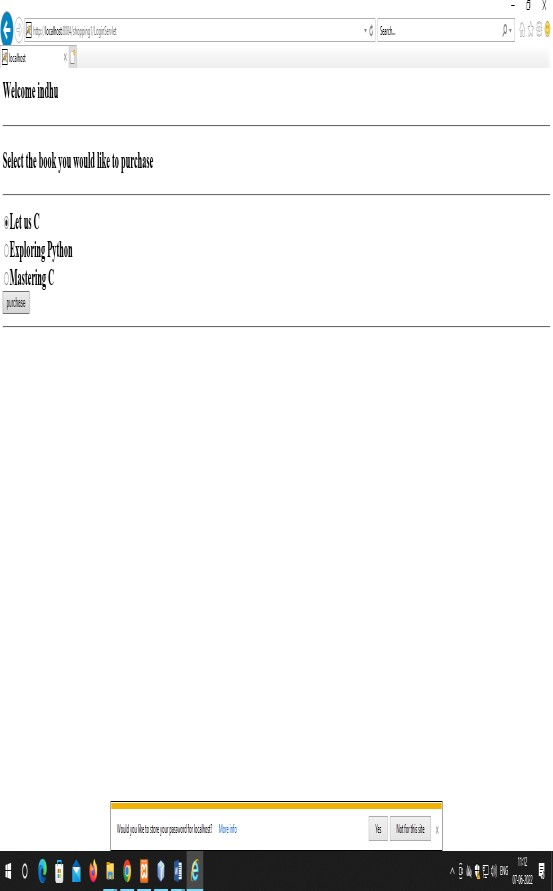 http://localhost:8084/shopping1/LoginServlet
Search...
localhost
Welcome indhu
Select the book you would like to purchase
Let us C
Exploring Python
Mastering C
purchase
Would you like to store your password for localhost? More info Yes Not for this site
ENG
11:12
07-06-2022